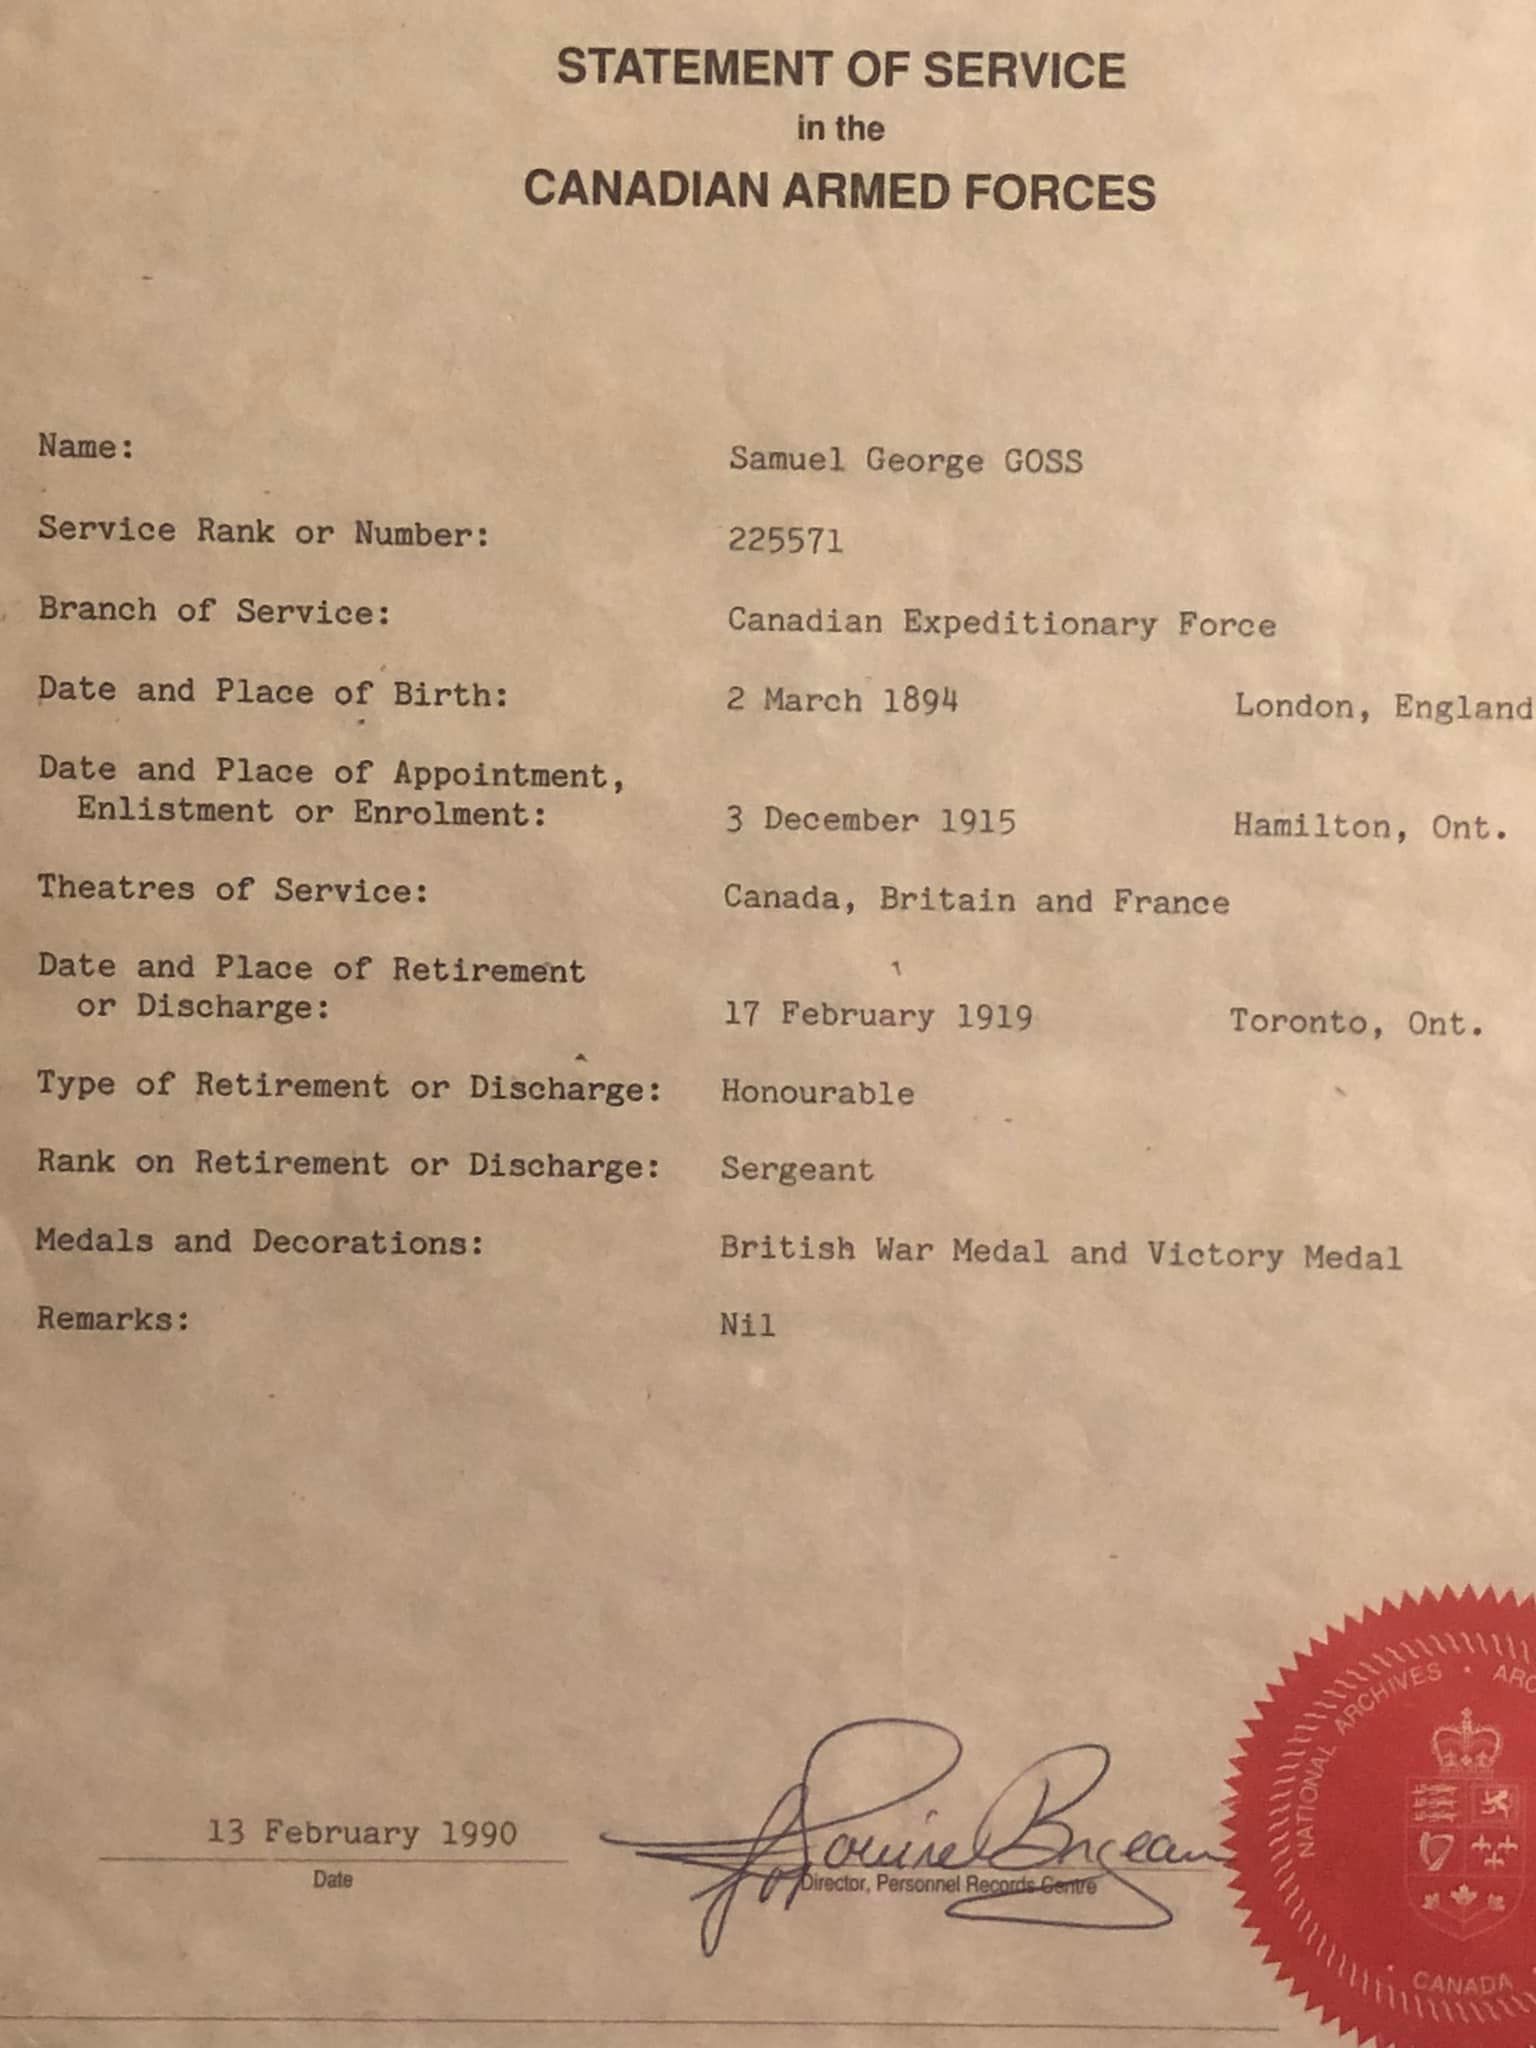 STATEMENT OF SERVICE
in the
CANADIAN ARMED FORCES
Name: Samuel George GOSS
Service Rank or Number: 225571
Branch of Service: Canadian Expeditionary Force
Date and Place of Birth: 2 March 1894 London, England
Date and Place of Appointment,
Enlistment or Enrolment: 3 December 1915 Hamilton, Ont.
Theatres of Service: Canada, Britain and France
Date and Place of Retirement
or Discharge: 17 February 1919 Toronto, Ont.
Type of Retirement or Discharge: Honourable
Rank on Retirement or Discharge: Sergeant
Medals and Decorations: British War Medal and Victory Medal
Remarks: Nil
13 February 1990
Date
Director, Personnel Records Centre
NATIONAL ARCHIVES • ARC
CANADA